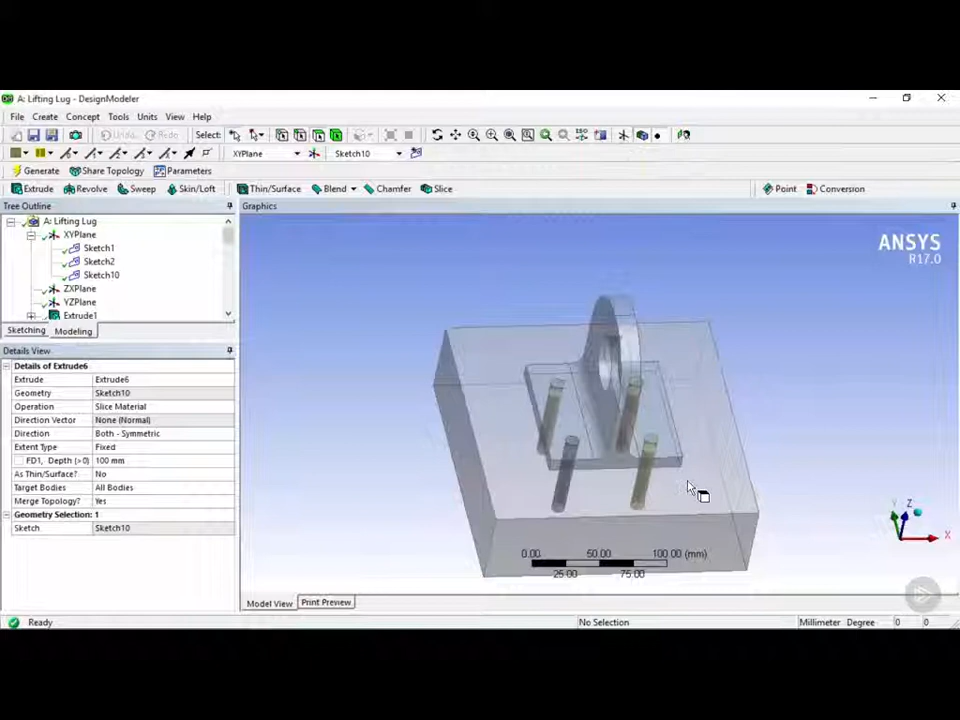 A: Lifting Lug - DesignModeler
File Create Concept Tools Units View Help
Undo Redo Select:
XYPlane Sketch10
Generate Share Topology Parameters
Extrude Revolve Sweep Skin/Loft Thin/Surface Blend Chamfer Slice Point Conversion
Tree Outline
A: Lifting Lug
XYPlane
Sketch1
Sketch2
Sketch10
ZXPlane
YZPlane
Extrude1
Sketching Modeling
Details View
Details of Extrude6
Extrude Extrude6
Geometry Sketch10
Operation Slice Material
Direction Vector None (Normal)
Direction Both - Symmetric
Extent Type Fixed
FD1, Depth (>0) 100 mm
As Thin/Surface? No
Target Bodies All Bodies
Merge Topology? Yes
Geometry Selection: 1
Sketch Sketch10
Graphics
ANSYS
R17.0
Y Z X
0.00 50.00 100.00 (mm)
25.00 75.00
Model View Print Preview
Ready No Selection Millimeter Degree 0 0